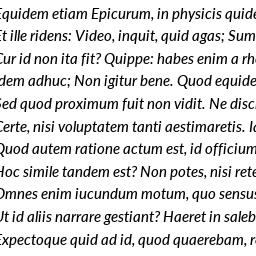 Equidem etiam Epicurum, in physicis quide
Et ille ridens: Video, inquit, quid agas; Sum
Cur id non ita fit? Quippe: habes enim a rh
Idem adhuc; Non igitur bene. Quod equide
Sed quod proximum fuit non vidit. Ne disc
Certe, nisi voluptatem tanti aestimaretis. I
Quod autem ratione actum est, id officium
Hoc simile tandem est? Non potes, nisi rete
Omnes enim iucundum motum, quo sensus
Ut id aliis narrare gestiant? Haeret in saleb
Expectoque quid ad id, quod quaerebam, r